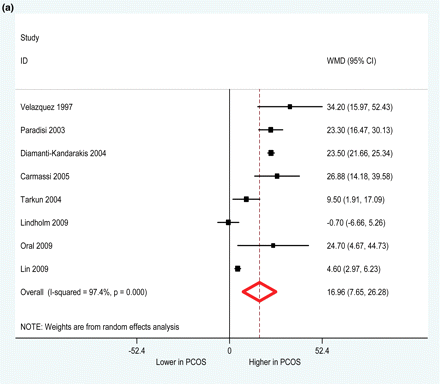 (a)
Study
ID WMD (95% CI)
Velazquez 1997 34.20 (15.97, 52.43)
Paradisi 2003 23.30 (16.47, 30.13)
Diamanti-Kandarakis 2004 23.50 (21.66, 25.34)
Carmassi 2005 26.88 (14.18, 39.58)
Tarkun 2004 9.50 (1.91, 17.09)
Lindholm 2009 -0.70 (-6.66, 5.26)
Oral 2009 24.70 (4.67, 44.73)
Lin 2009 4.60 (2.97, 6.23)
Overall (I-squared = 97.4%, p = 0.000) 16.96 (7.65, 26.28)
NOTE: Weights are from random effects analysis
-52.4 0 52.4
Lower in PCOS Higher in PCOS